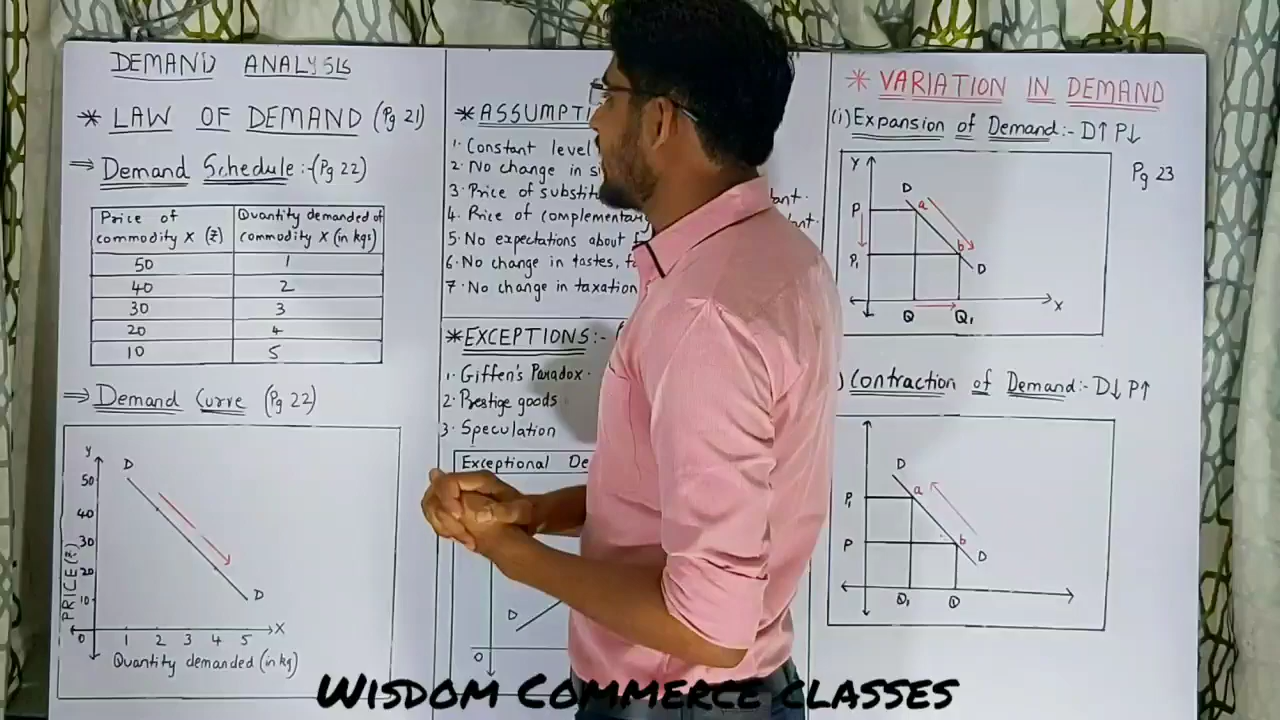 DEMAND ANALYSIS
* LAW OF DEMAND (Pg 21)
⇒ Demand Schedule :- (Pg 22)
Price of commodity X (₹) Quantity demanded of commodity X (in kgs)
50 1
40 2
30 3
20 4
10 5
⇒ Demand Curve (Pg 22)
Y
D
50
40
30
20
10
0
PRICE (₹)
D
1 2 3 4 5 X
Quantity demanded (in kg)
* ASSUMPT
1. Constant level
2. No change in
3. Price of
4. Price of complementary
5. No expectations about
6. No change in tastes,
7. No change in taxation
* EXCEPTIONS :-
1. Giffen's Paradox.
2. Prestige goods
3. Speculation
Exceptional De
D
0
* VARIATION IN DEMAND
(i) Expansion of Demand :- D↑ P↓
Pg 23
Y
D
P a
P₁ b
D
Q Q₁ X
) Contraction of Demand :- D↓ P↑
D
P₁ a
P b
D
Q₁ Q
WISDOM COMMERCE CLASSES